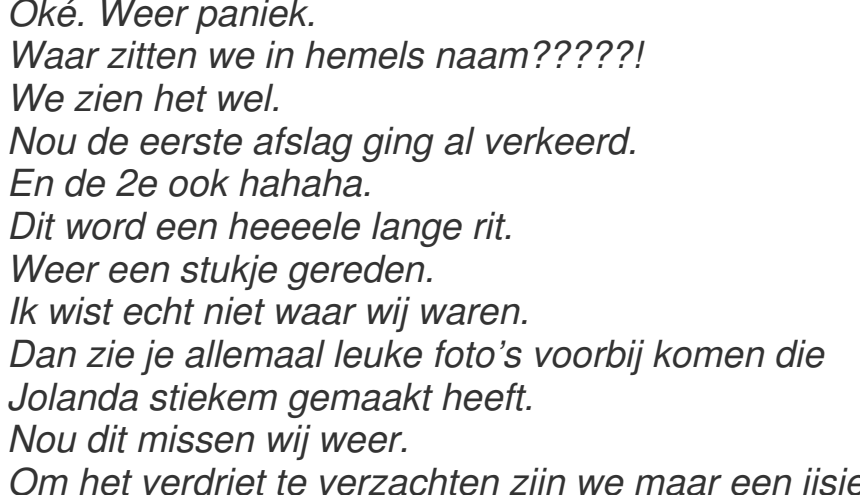 Oké. Weer paniek.
Waar zitten we in hemels naam?????!
We zien het wel.
Nou de eerste afslag ging al verkeerd.
En de 2e ook hahaha.
Dit word een heeeele lange rit.
Weer een stukje gereden.
Ik wist echt niet waar wij waren.
Dan zie je allemaal leuke foto's voorbij komen die
Jolanda stiekem gemaakt heeft.
Nou dit missen wij weer.
Om het verdriet te verzachten zijn we maar een ijsje